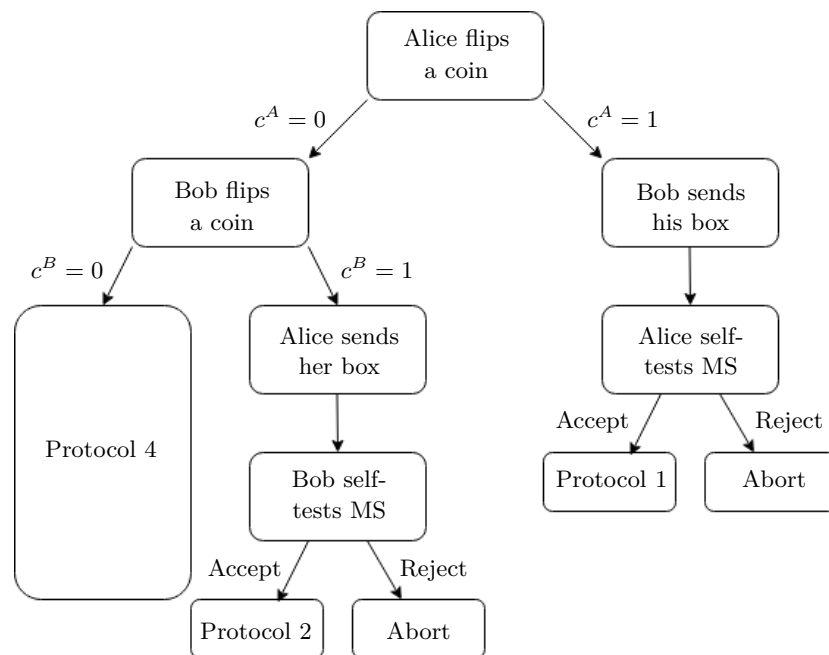 Alice flips
a coin
c^A = 0
c^A = 1
Bob flips
a coin
Bob sends
his box
c^B = 0
c^B = 1
Alice sends
her box
Alice self-
tests MS
Accept
Reject
Protocol 4
Protocol 1
Abort
Bob self-
tests MS
Accept
Reject
Protocol 2
Abort